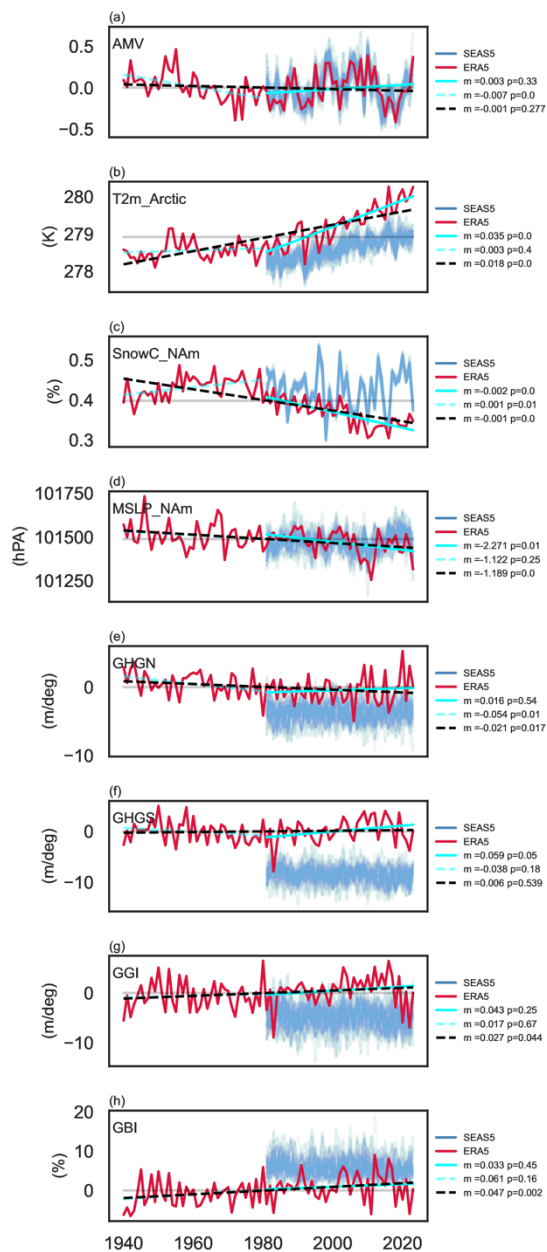 (a)
AMV
0.5
0.0
−0.5
SEAS5
ERA5
m =0.003 p=0.33
m =-0.007 p=0.0
m =-0.001 p=0.277
(b)
T2m_Arctic
280
279
278
(K)
SEAS5
ERA5
m =0.035 p=0.0
m =0.003 p=0.4
m =0.018 p=0.0
(c)
SnowC_NAm
0.5
0.4
0.3
(%)
SEAS5
ERA5
m =-0.002 p=0.0
m =0.001 p=0.01
m =-0.001 p=0.0
(d)
MSLP_NAm
101750
101500
101250
(hPA)
SEAS5
ERA5
m =-2.271 p=0.01
m =-1.122 p=0.25
m =-1.189 p=0.0
(e)
GHGN
0
−10
(m/deg)
SEAS5
ERA5
m =0.016 p=0.54
m =-0.054 p=0.01
m =-0.021 p=0.017
(f)
GHGS
0
−10
(m/deg)
SEAS5
ERA5
m =0.059 p=0.05
m =-0.038 p=0.18
m =0.006 p=0.539
(g)
GGI
0
−10
(m/deg)
SEAS5
ERA5
m =0.043 p=0.25
m =0.017 p=0.67
m =0.027 p=0.044
(h)
GBI
20
10
0
(%)
SEAS5
ERA5
m =0.033 p=0.45
m =0.061 p=0.16
m =0.047 p=0.002
1940 1960 1980 2000 2020